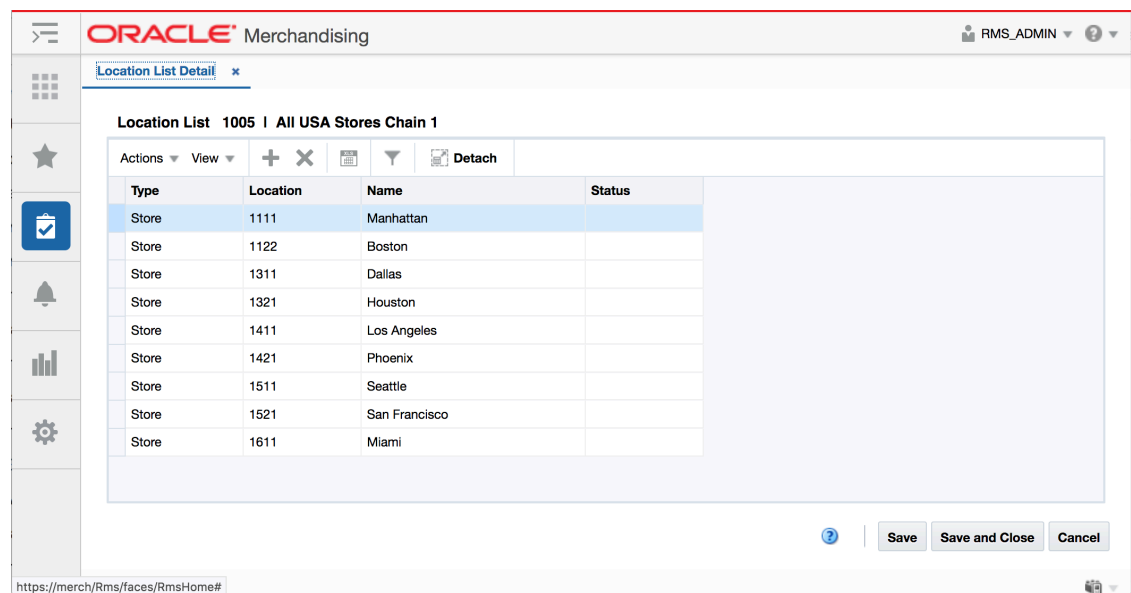 ORACLE® Merchandising RMS_ADMIN
Location List Detail
Location List 1005 | All USA Stores Chain 1
Actions View Detach
Type Location Name Status
Store 1111 Manhattan
Store 1122 Boston
Store 1311 Dallas
Store 1321 Houston
Store 1411 Los Angeles
Store 1421 Phoenix
Store 1511 Seattle
Store 1521 San Francisco
Store 1611 Miami
Save Save and Close Cancel
https://merch/Rms/faces/RmsHome#